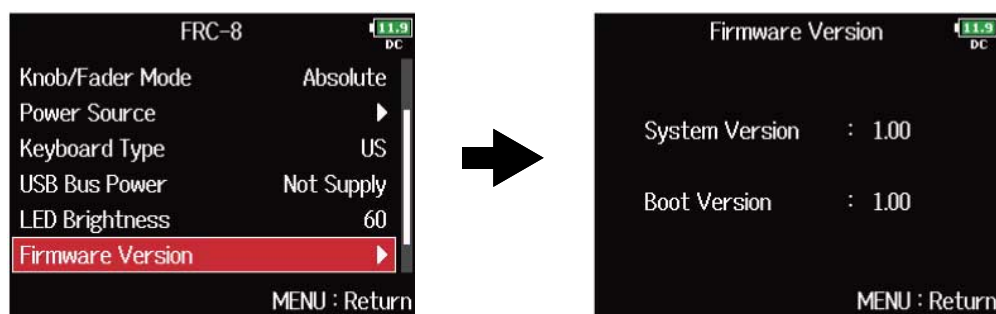 FRC-8
11.9
DC
Knob/Fader Mode Absolute
Power Source
Keyboard Type US
USB Bus Power Not Supply
LED Brightness 60
Firmware Version
MENU : Return
Firmware Version
11.9
DC
System Version : 1.00
Boot Version : 1.00
MENU : Return